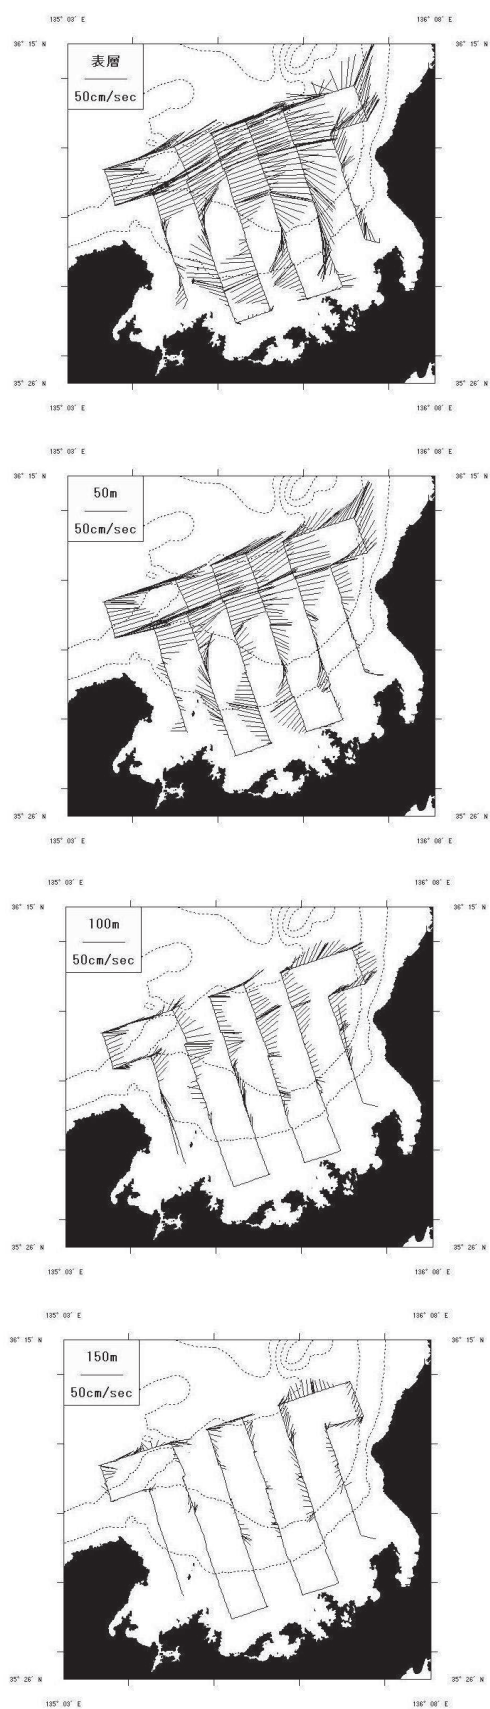 135° 03′ E
136° 08′ E
36° 15′ N
36° 15′ N
表層
50cm/sec
35° 26′ N
35° 26′ N
135° 03′ E
136° 08′ E
135° 03′ E
136° 08′ E
36° 15′ N
36° 15′ N
50m
50cm/sec
35° 26′ N
35° 26′ N
135° 03′ E
136° 08′ E
135° 03′ E
136° 08′ E
36° 15′ N
36° 15′ N
100m
50cm/sec
35° 26′ N
35° 26′ N
135° 03′ E
136° 08′ E
135° 03′ E
136° 08′ E
36° 15′ N
36° 15′ N
150m
50cm/sec
35° 26′ N
35° 26′ N
135° 03′ E
136° 08′ E